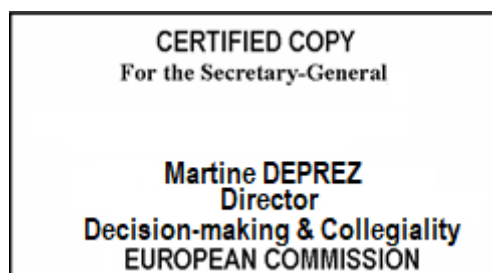 CERTIFIED COPY
For the Secretary-General
Martine DEPREZ
Director
Decision-making & Collegiality
EUROPEAN COMMISSION